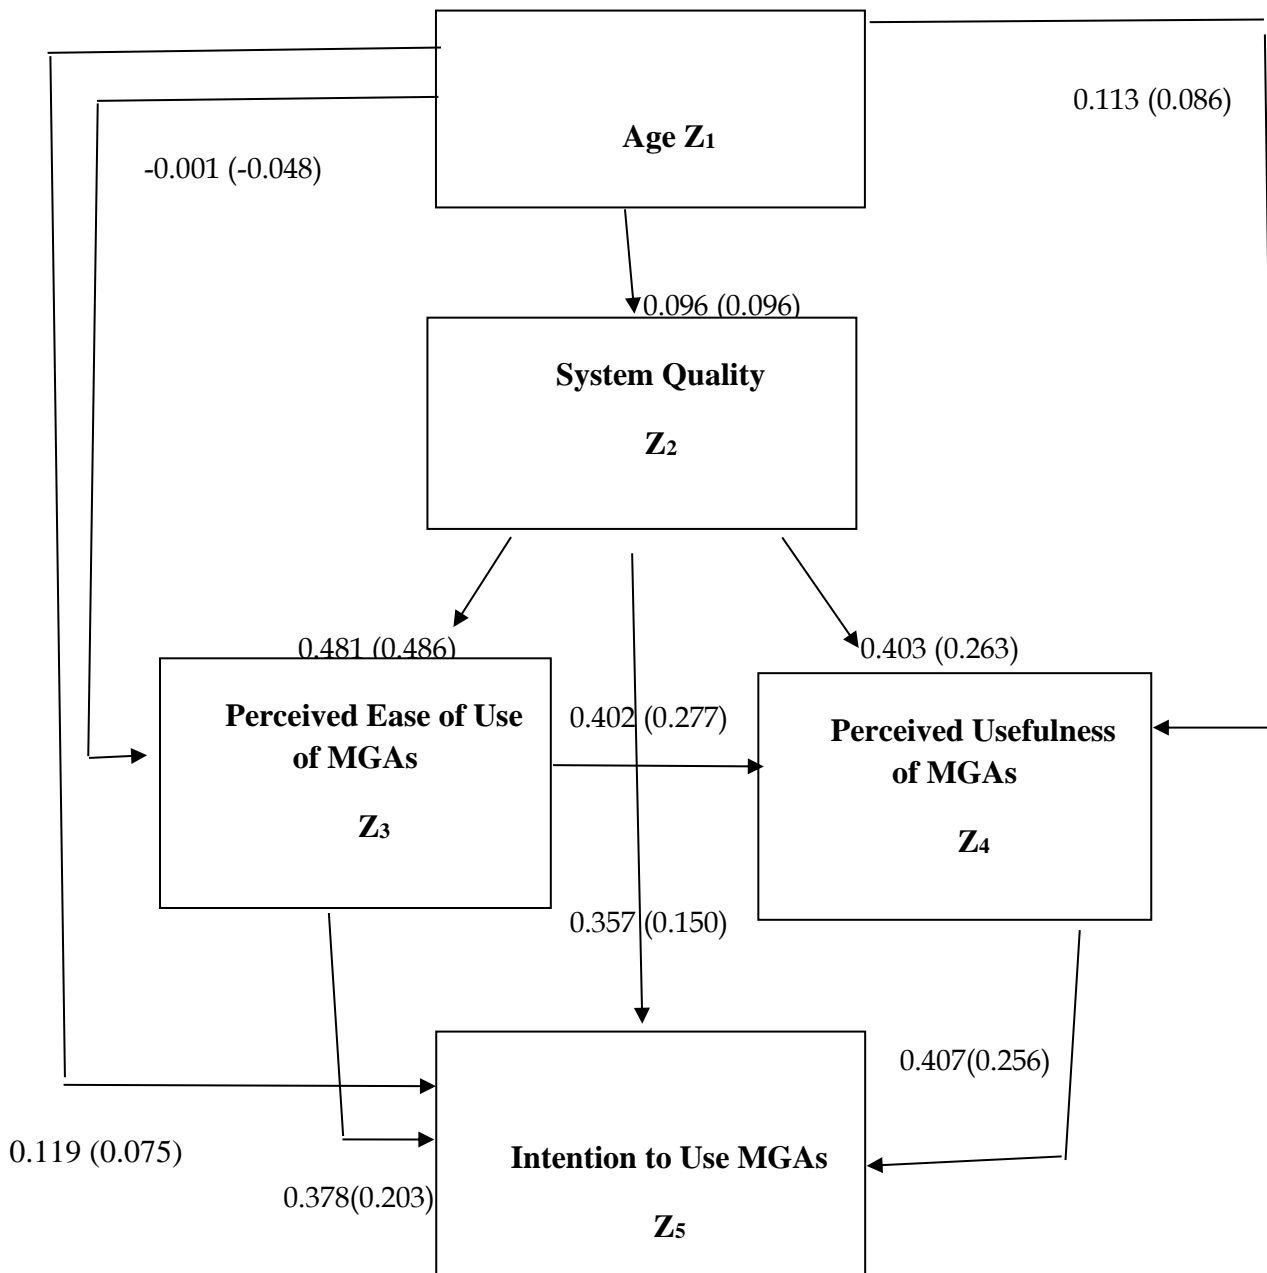 0.113 (0.086)
Age Z1
-0.001 (-0.048)
0.096 (0.096)
System Quality
Z2
0.481 (0.486)
0.403 (0.263)
Perceived Ease of Use
of MGAs
Z3
0.402 (0.277)
Perceived Usefulness
of MGAs
Z4
0.357 (0.150)
0.407(0.256)
0.119 (0.075)
0.378(0.203)
Intention to Use MGAs
Z5